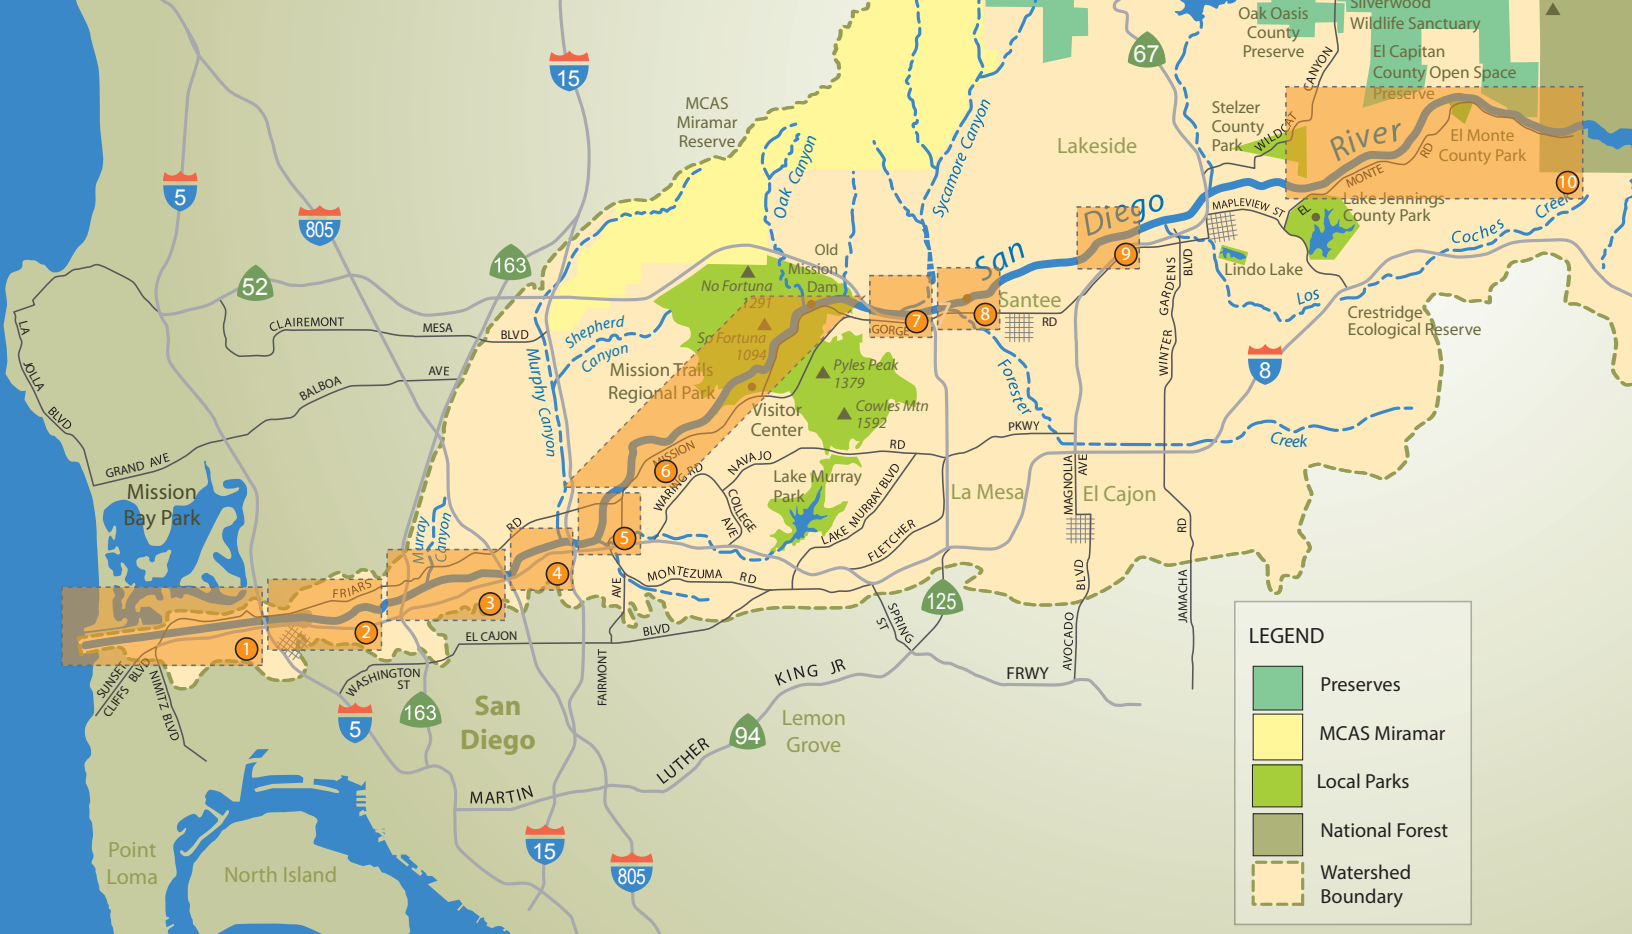 Silverwood
Wildlife Sanctuary
Oak Oasis
County
Preserve
67
15
El Capitan
County Open Space
Preserve
CANYON
MCAS
Miramar
Reserve
Stelzer
County
Park
WILDCAT
Lakeside
River
El Monte
County Park
RD
MONTE
EL
10
Oak Canyon
Sycamore Canyon
5
805
Lake Jennings
County Park
MAPLEVIEW ST
Creek
Coches
Los
San
Diego
9
163
52
Old
Mission
Dam
No Fortuna
1291
So Fortuna
1094
Lindo Lake
WINTER GARDENS BLVD
Santee
RD
8
7
GORGE
Crestridge
Ecological Reserve
LA JOLLA BLVD
CLAIREMONT
MESA
BLVD
Shepherd
Canyon
Murphy Canyon
BALBOA
AVE
Mission Trails
Regional Park
Pyles Peak
1379
Cowles Mtn
1592
Visitor
Center
Forester
Creek
8
GRAND AVE
Mission
Bay Park
MISSION
6
WARING RD
NAVAJO
RD
PKWY
COLLEGE
AVE
Lake Murray
Park
LAKE MURRAY BLVD
FLETCHER
La Mesa
MAGNOLIA
AVE
El Cajon
RD
Murray
Canyon
RD
5
4
FRIARS
3
2
1
MONTEZUMA RD
AVE
FAIRMONT
125
SPRING
ST
BLVD
AVOCADO
JAMACHA
EL CAJON
BLVD
SUNSET
CLIFFS BLVD
NIMITZ BLVD
WASHINGTON
ST
5
163
San
Diego
KING JR
FRWY
94
Lemon
Grove
LUTHER
MARTIN
15
805
Point
Loma
North Island
LEGEND
Preserves
MCAS Miramar
Local Parks
National Forest
Watershed
Boundary